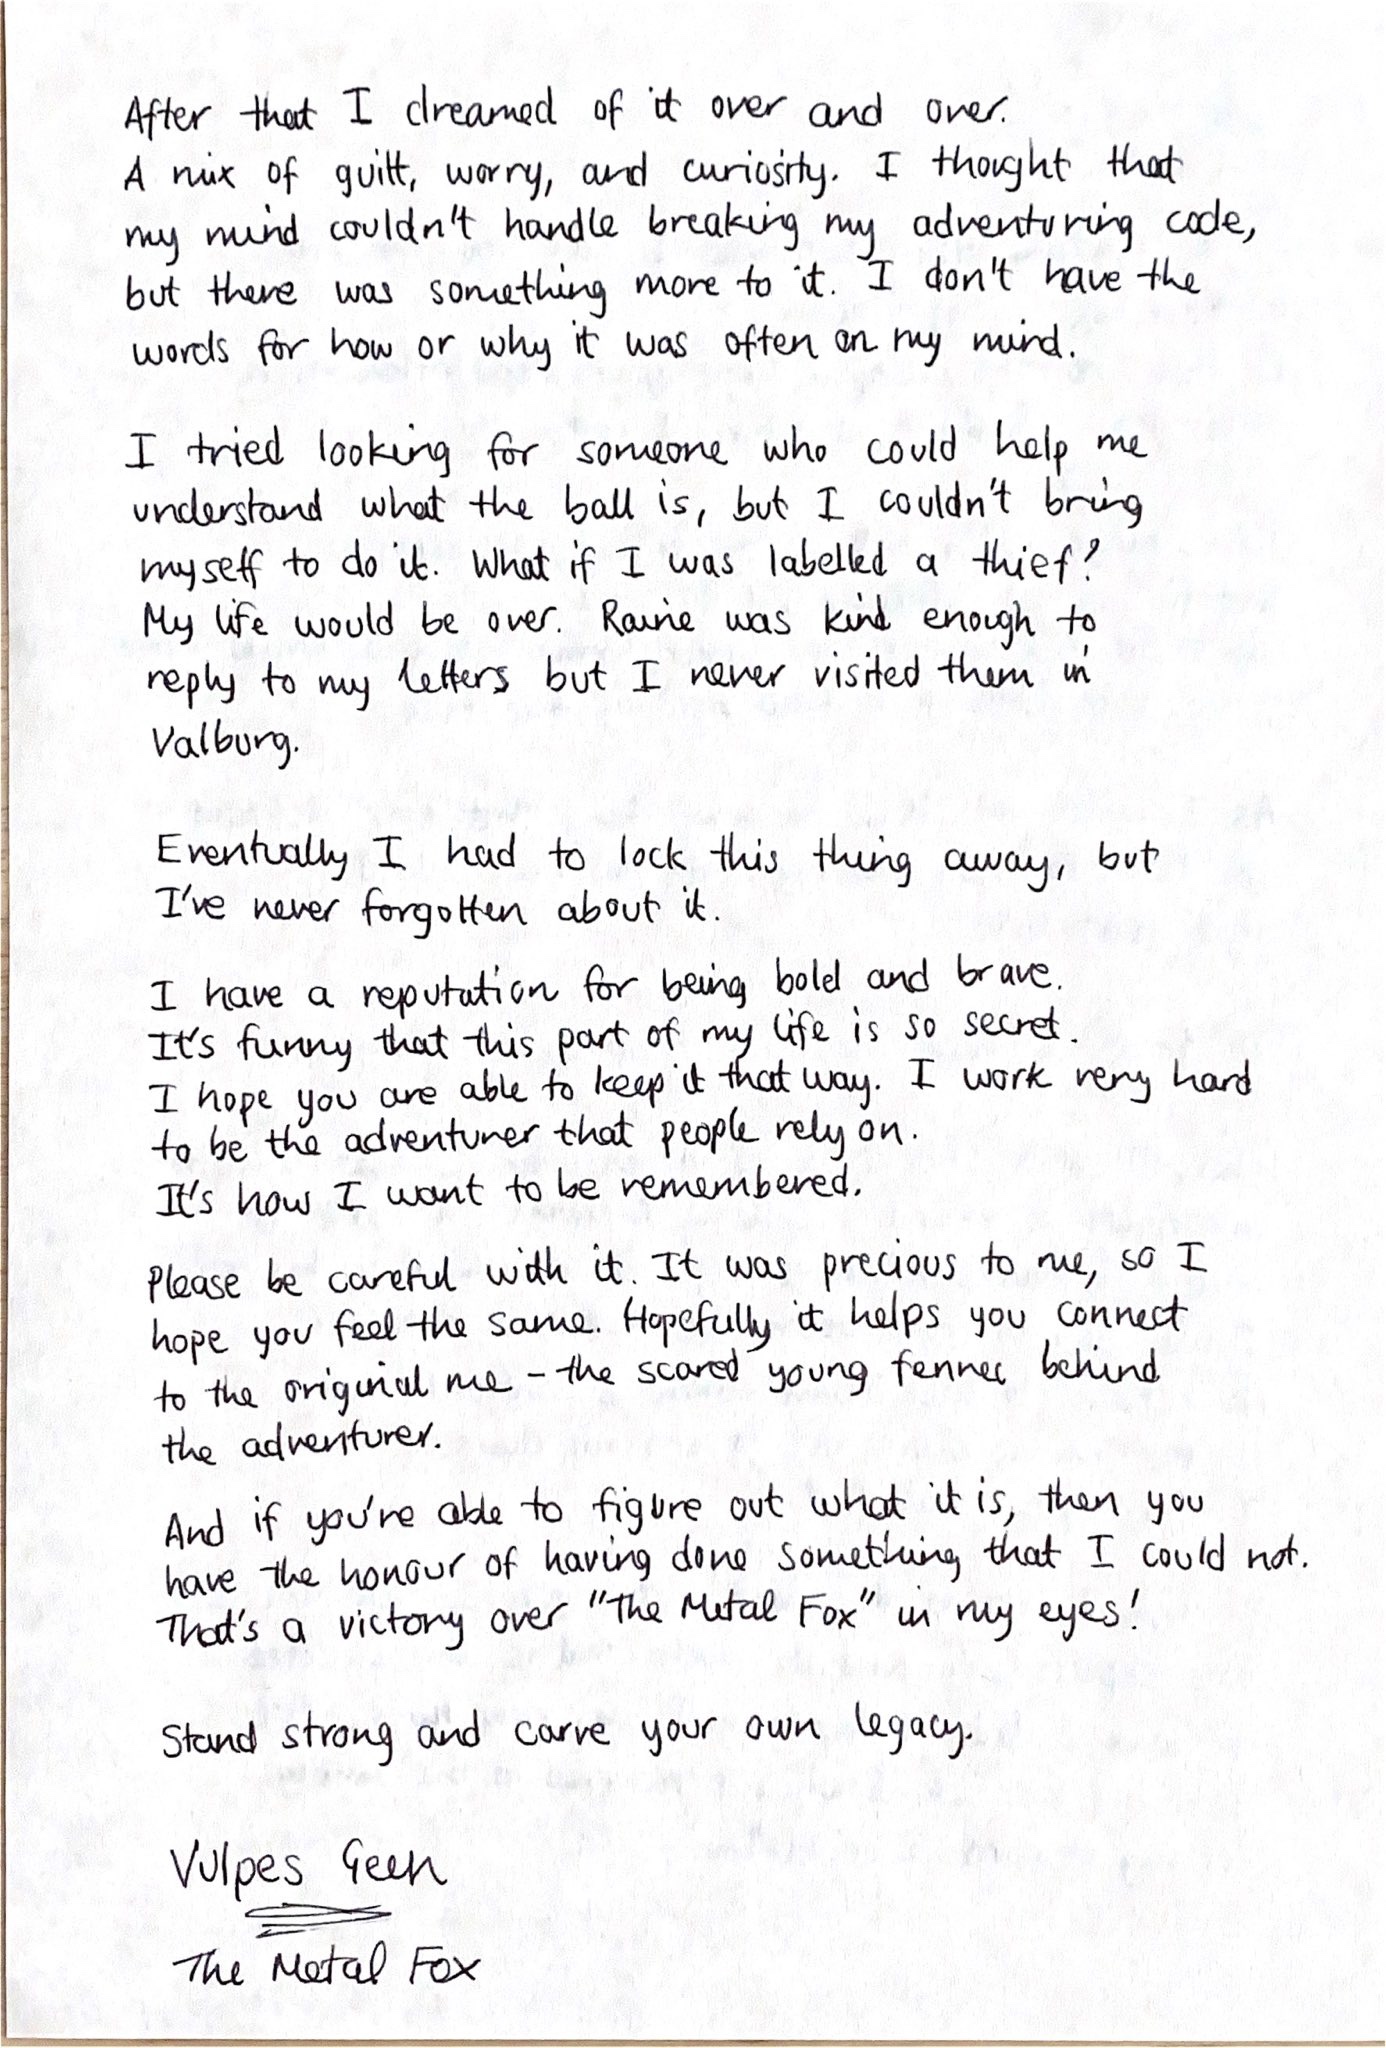 After that I dreamed of it over and over.
A mix of guilt, worry, and curiosity. I thought that
my mind couldn't handle breaking my adventuring code,
but there was something more to it. I don't have the
words for how or why it was often on my mind.
I tried looking for someone who could help me
understand what the ball is, but I couldn't bring
myself to do it. What if I was labelled a thief?
My life would be over. Raine was kind enough to
reply to my letters but I never visited them in
Valburg.
Eventually I had to lock this thing away, but
I've never forgotten about it.
I have a reputation for being bold and brave.
It's funny that this part of my life is so secret.
I hope you are able to keep it that way. I work very hard
to be the adventurer that people rely on.
It's how I want to be remembered.
Please be careful with it. It was precious to me, so I
hope you feel the same. Hopefully it helps you connect
to the original me – the scared young fennec behind
the adventurer.
And if you're able to figure out what it is, then you
have the honour of having done something that I could not.
That's a victory over "The Metal Fox" in my eyes!
Stand strong and carve your own legacy.
Vulpes Geen
The Metal Fox